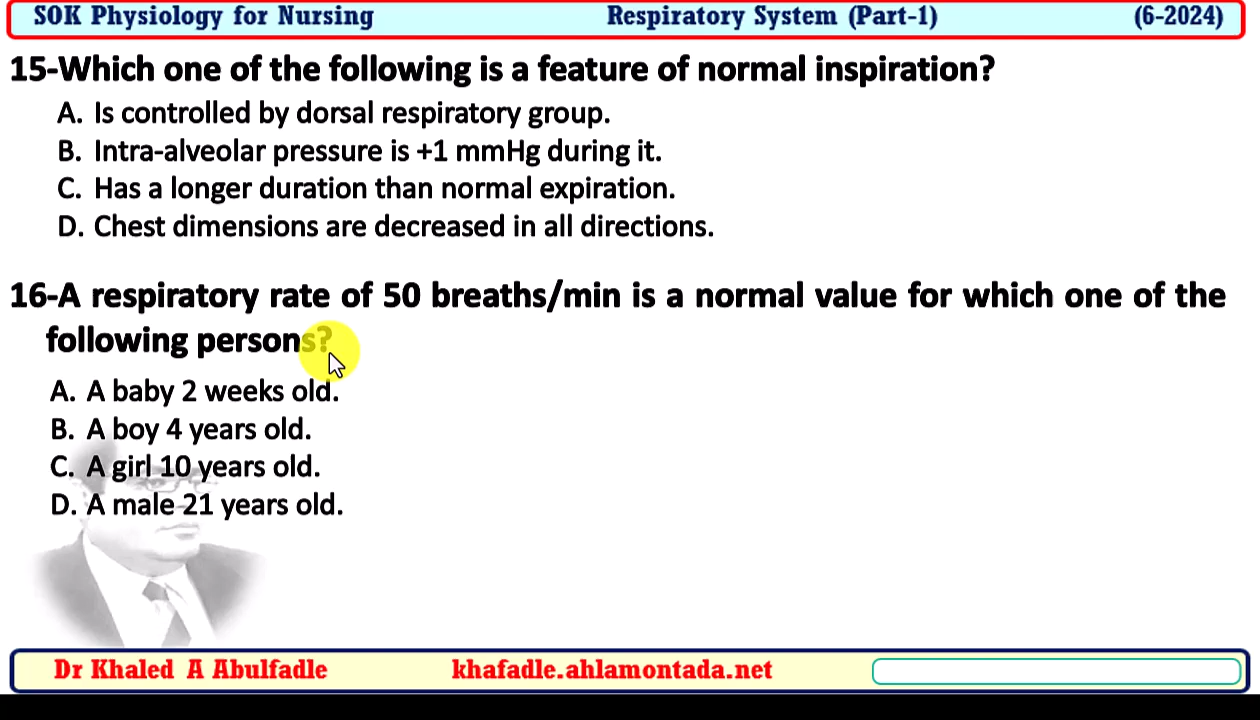 SOK Physiology for Nursing Respiratory System (Part-1) (6-2024)
15-Which one of the following is a feature of normal inspiration?
A. Is controlled by dorsal respiratory group.
B. Intra-alveolar pressure is +1 mmHg during it.
C. Has a longer duration than normal expiration.
D. Chest dimensions are decreased in all directions.
16-A respiratory rate of 50 breaths/min is a normal value for which one of the
following persons?
A. A baby 2 weeks old.
B. A boy 4 years old.
C. A girl 10 years old.
D. A male 21 years old.
Dr Khaled A Abulfadle khafadle.ahlamontada.net